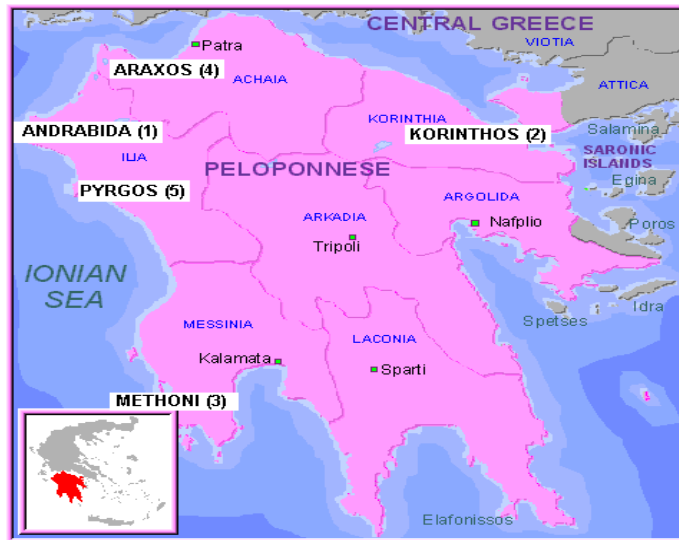 CENTRAL GREECE
VIOTIA
Patra
ARAXOS (4)
ACHAIA
ATTICA
KORINTHIA
ANDRABIDA (1)
KORINTHOS (2)
Salamina
ILIA
SARONIC
ISLANDS
PELOPONNESE
Egina
PYRGOS (5)
ARGOLIDA
ARKADIA
Nafplio
Poros
Tripoli
IONIAN
SEA
Idra
Spetses
MESSINIA
LACONIA
Kalamata
Sparti
METHONI (3)
Elafonissos